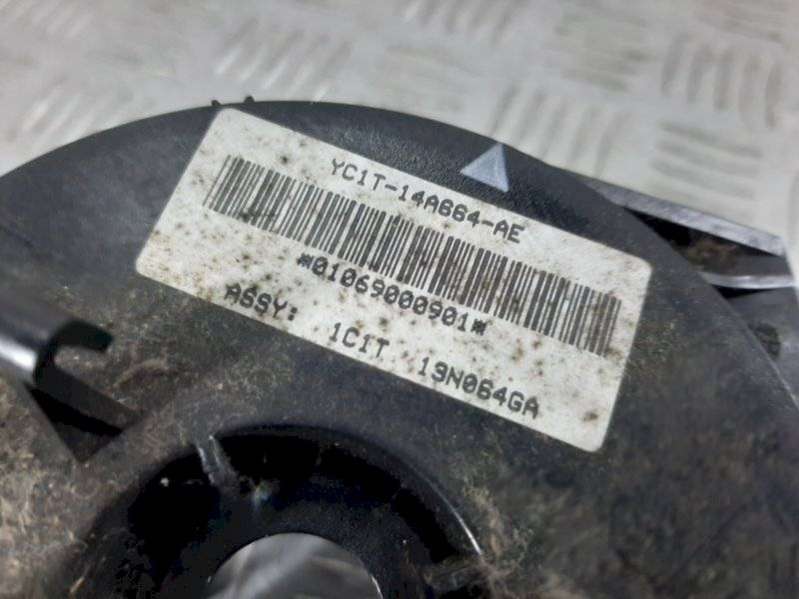 YC1T-14A664-AE
*01069000901*
ASSY: 1C1T 13N064GA